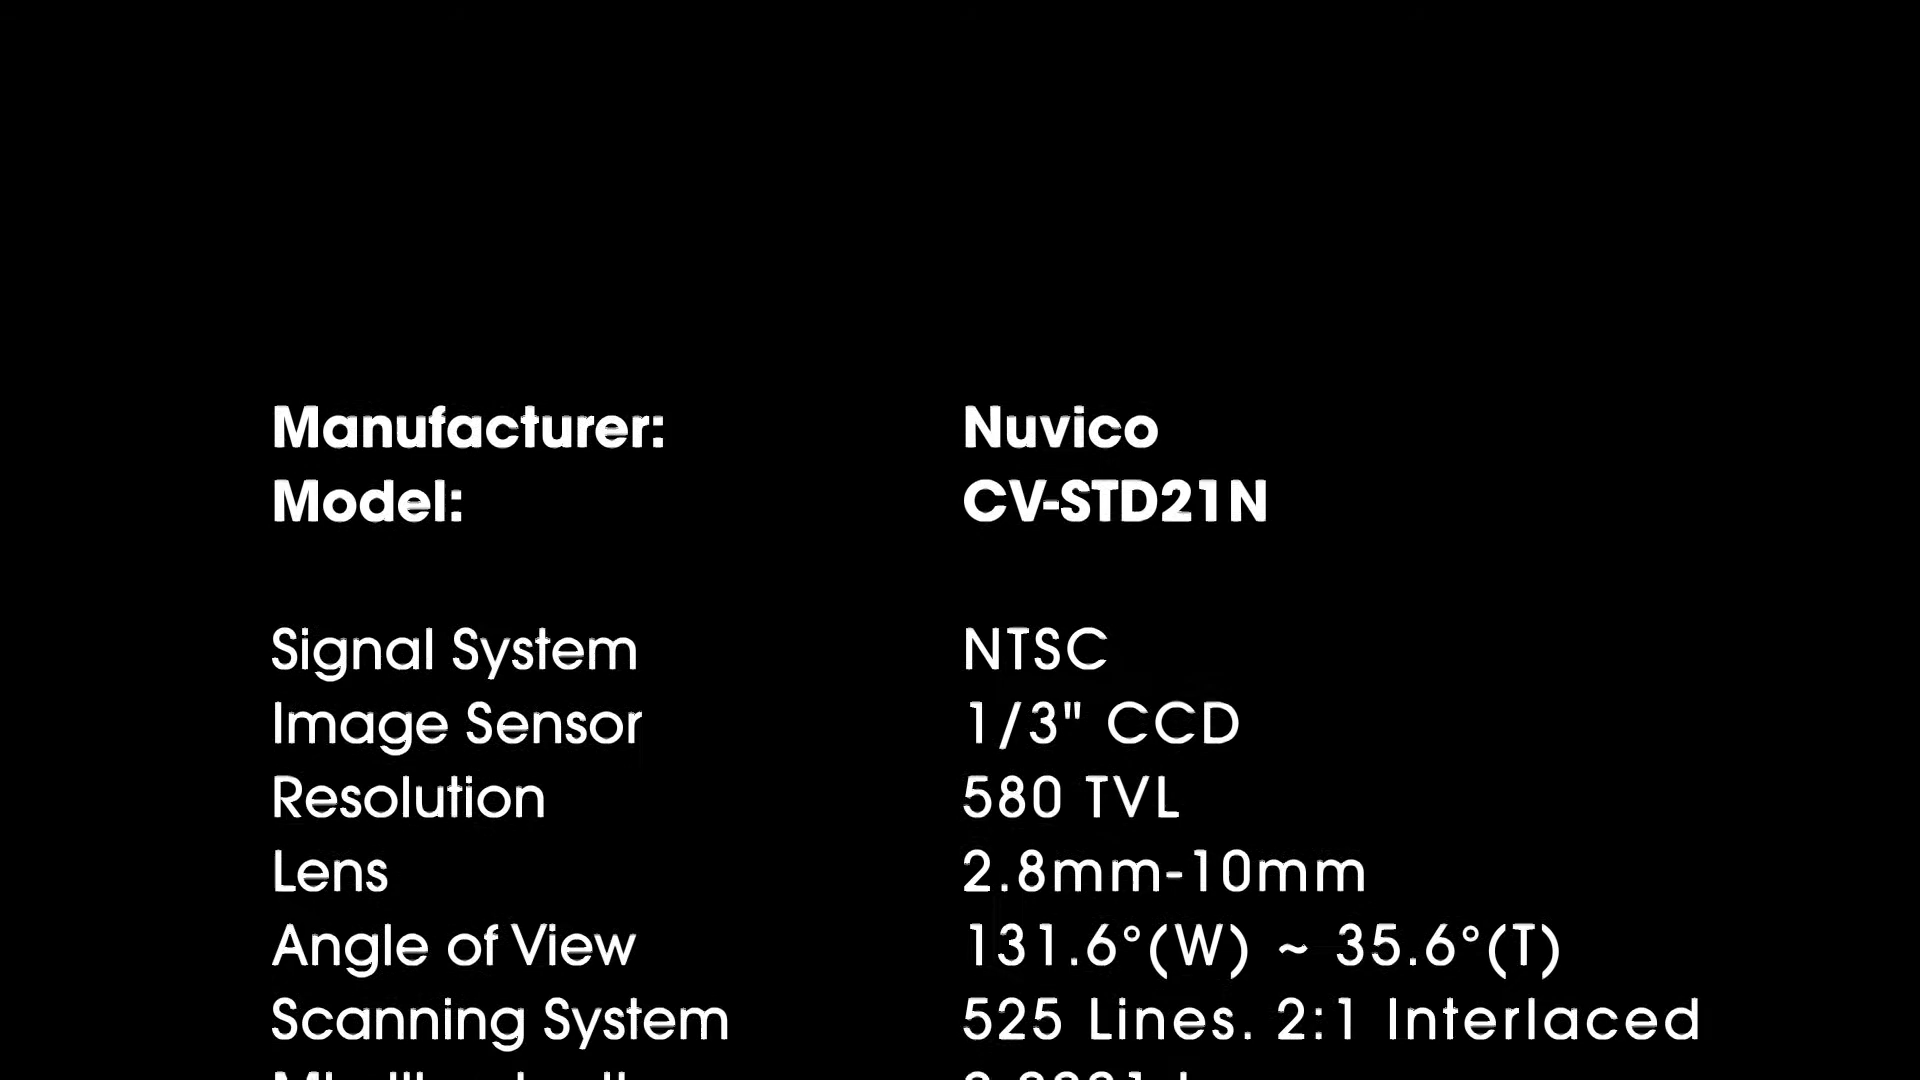 Manufacturer: Nuvico
Model: CV-STD21N
Signal System NTSC
Image Sensor 1/3" CCD
Resolution 580 TVL
Lens 2.8mm-10mm
Angle of View 131.6°(W) ~ 35.6°(T)
Scanning System 525 Lines. 2:1 Interlaced